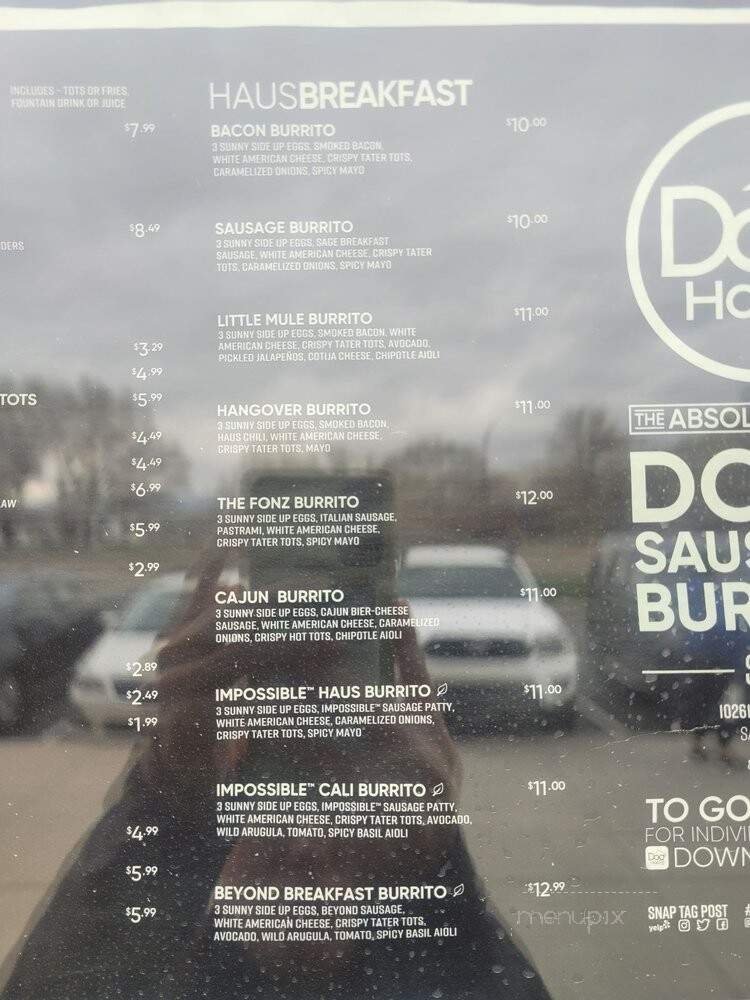 INCLUDES - TOTS OR FRIES,
FOUNTAIN DRINK OR JUICE
$7.99
$8.49
DERS
$3.29
$4.99
TOTS
$5.99
$4.49
$4.49
$6.99
AW
$5.99
$2.99
$2.89
$2.49
$1.99
$4.99
$5.99
$5.99
HAUSBREAKFAST
BACON BURRITO $10.00
3 SUNNY SIDE UP EGGS, SMOKED BACON,
WHITE AMERICAN CHEESE, CRISPY TATER TOTS,
CARAMELIZED ONIONS, SPICY MAYO
SAUSAGE BURRITO $10.00
3 SUNNY SIDE UP EGGS, SAGE BREAKFAST
SAUSAGE, WHITE AMERICAN CHEESE, CRISPY TATER
TOTS, CARAMELIZED ONIONS, SPICY MAYO
LITTLE MULE BURRITO $11.00
3 SUNNY SIDE UP EGGS, SMOKED BACON, WHITE
AMERICAN CHEESE, CRISPY TATER TOTS, AVOCADO,
PICKLED JALAPEÑOS, COTIJA CHEESE, CHIPOTLE AIOLI
HANGOVER BURRITO $11.00
3 SUNNY SIDE UP EGGS, SMOKED BACON,
HAUS CHILI, WHITE AMERICAN CHEESE,
CRISPY TATER TOTS, MAYO
THE FONZ BURRITO $12.00
3 SUNNY SIDE UP EGGS, ITALIAN SAUSAGE,
PASTRAMI, WHITE AMERICAN CHEESE,
CRISPY TATER TOTS, SPICY MAYO
CAJUN BURRITO $11.00
3 SUNNY SIDE UP EGGS, CAJUN BIER-CHEESE
SAUSAGE, WHITE AMERICAN CHEESE, CARAMELIZED
ONIONS, CRISPY HOT TOTS, CHIPOTLE AIOLI
IMPOSSIBLE™ HAUS BURRITO $11.00
3 SUNNY SIDE UP EGGS, IMPOSSIBLE™ SAUSAGE PATTY,
WHITE AMERICAN CHEESE, CARAMELIZED ONIONS,
CRISPY TATER TOTS, SPICY MAYO
IMPOSSIBLE™ CALI BURRITO $11.00
3 SUNNY SIDE UP EGGS, IMPOSSIBLE™ SAUSAGE PATTY,
WHITE AMERICAN CHEESE, CRISPY TATER TOTS, AVOCADO,
WILD ARUGULA, TOMATO, SPICY BASIL AIOLI
BEYOND BREAKFAST BURRITO $12.99
3 SUNNY SIDE UP EGGS, BEYOND SAUSAGE,
WHITE AMERICAN CHEESE, CRISPY TATER TOTS,
AVOCADO, WILD ARUGULA, TOMATO, SPICY BASIL AIOLI
menupix
THE ABSOL
DO
SAUS
BUR
1026
TO GO
FOR INDIVI
DOWN
SNAP TAG POST
yelp